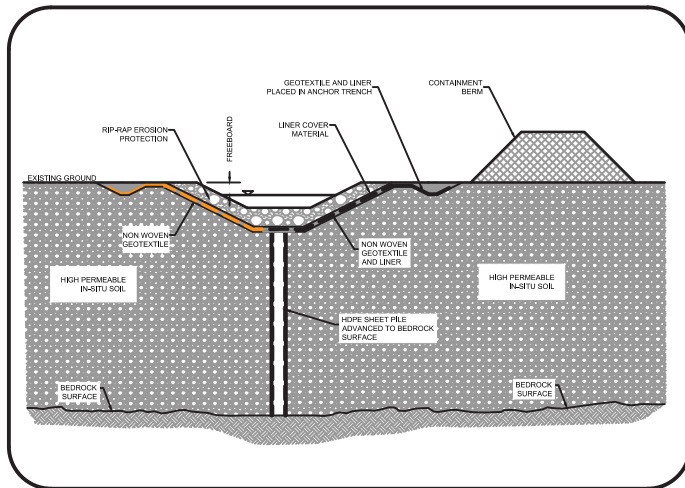 GEOTEXTILE AND LINER
PLACED IN ANCHOR TRENCH
CONTAINMENT
BERM
RIP-RAP EROSION
PROTECTION
FREEBOARD
LINER COVER
MATERIAL
EXISTING GROUND
NON WOVEN
GEOTEXTILE
NON WOVEN
GEOTEXTILE
AND LINER
HIGH PERMEABLE
IN-SITU SOIL
HIGH PERMEABLE
IN-SITU SOIL
HDPE SHEET PILE
ADVANCED TO BEDROCK
SURFACE
BEDROCK
SURFACE
BEDROCK
SURFACE